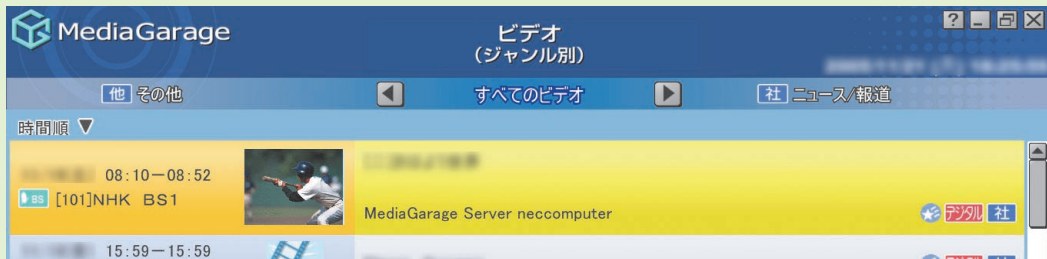 MediaGarage
ビデオ
(ジャンル別)
他 その他
すべてのビデオ
社 ニュース/報道
時間順 ▼
08:10－08:52
BS [101]NHK BS1
MediaGarage Server neccomputer
デジタル 社
15:59－15:59